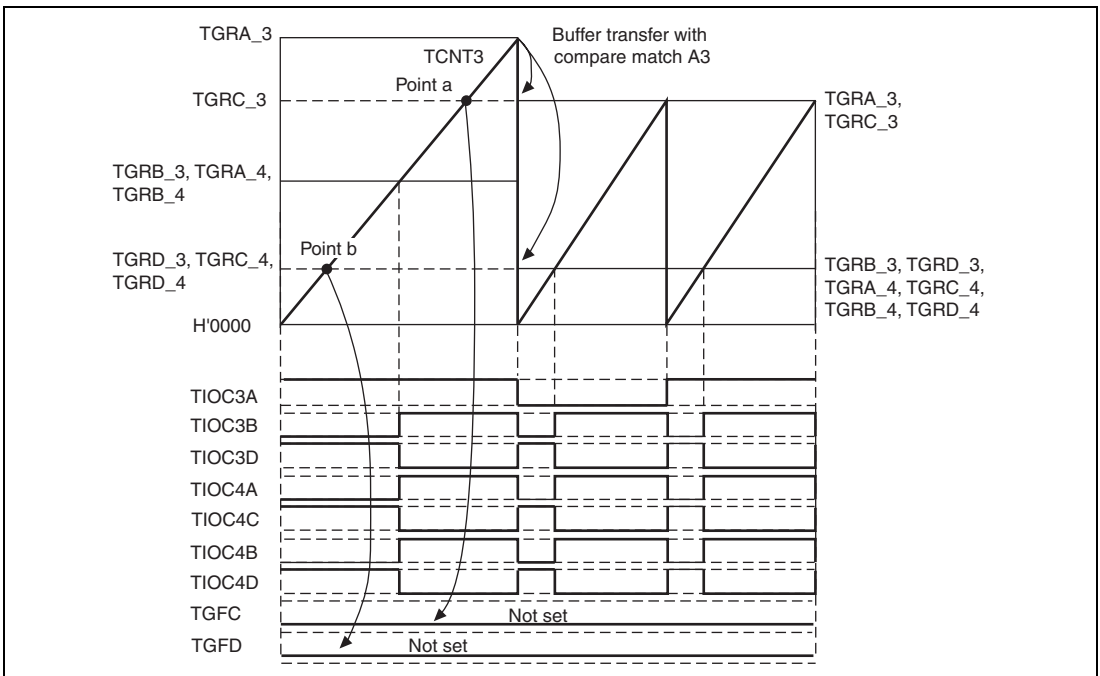 TGRA_3
TCNT3
Buffer transfer with
compare match A3
Point a
TGRC_3
TGRA_3,
TGRC_3
TGRB_3, TGRA_4,
TGRB_4
Point b
TGRD_3, TGRC_4,
TGRD_4
TGRB_3, TGRD_3,
TGRA_4, TGRC_4,
TGRB_4, TGRD_4
H'0000
TIOC3A
TIOC3B
TIOC3D
TIOC4A
TIOC4C
TIOC4B
TIOC4D
TGFC
Not set
TGFD
Not set